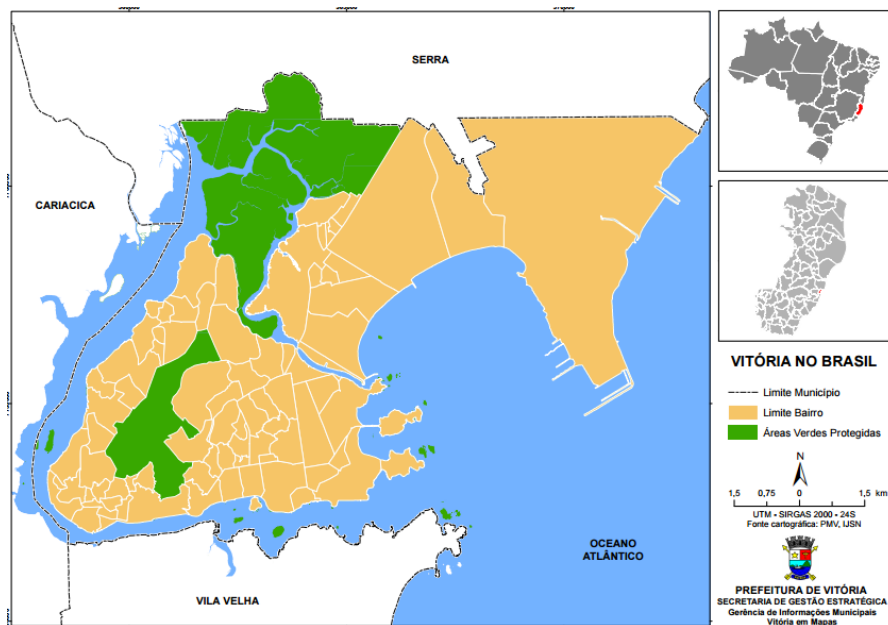 SERRA
CARIACICA
VILA VELHA
OCEANO
ATLÂNTICO
VITÓRIA NO BRASIL
Limite Município
Limite Bairro
Áreas Verdes Protegidas
N
1,5 0,75 0 1,5 km
UTM • SIRGAS 2000 • 24S
Fonte cartográfica: PMV, IJSN
PREFEITURA DE VITÓRIA
SECRETARIA DE GESTÃO ESTRATÉGICA
Gerência de Informações Municipais
Vitória em Mapas